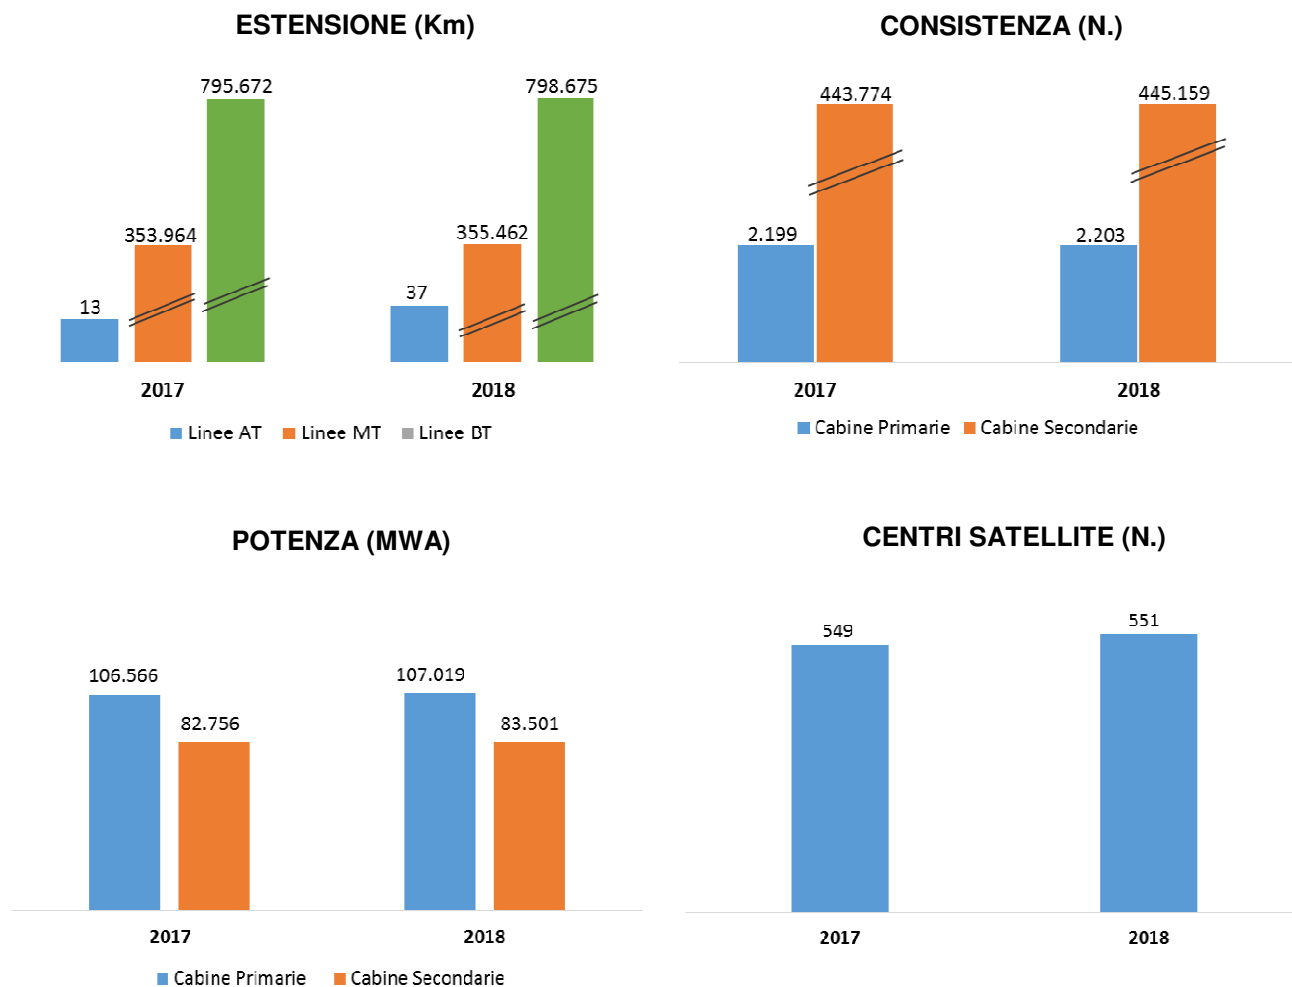 ESTENSIONE (Km)
795.672
798.675
353.964
355.462
13
37
2017
2018
Linee AT
Linee MT
Linee BT
CONSISTENZA (N.)
443.774
445.159
2.199
2.203
2017
2018
Cabine Primarie
Cabine Secondarie
POTENZA (MWA)
106.566
107.019
82.756
83.501
2017
2018
Cabine Primarie
Cabine Secondarie
CENTRI SATELLITE (N.)
549
551
2017
2018